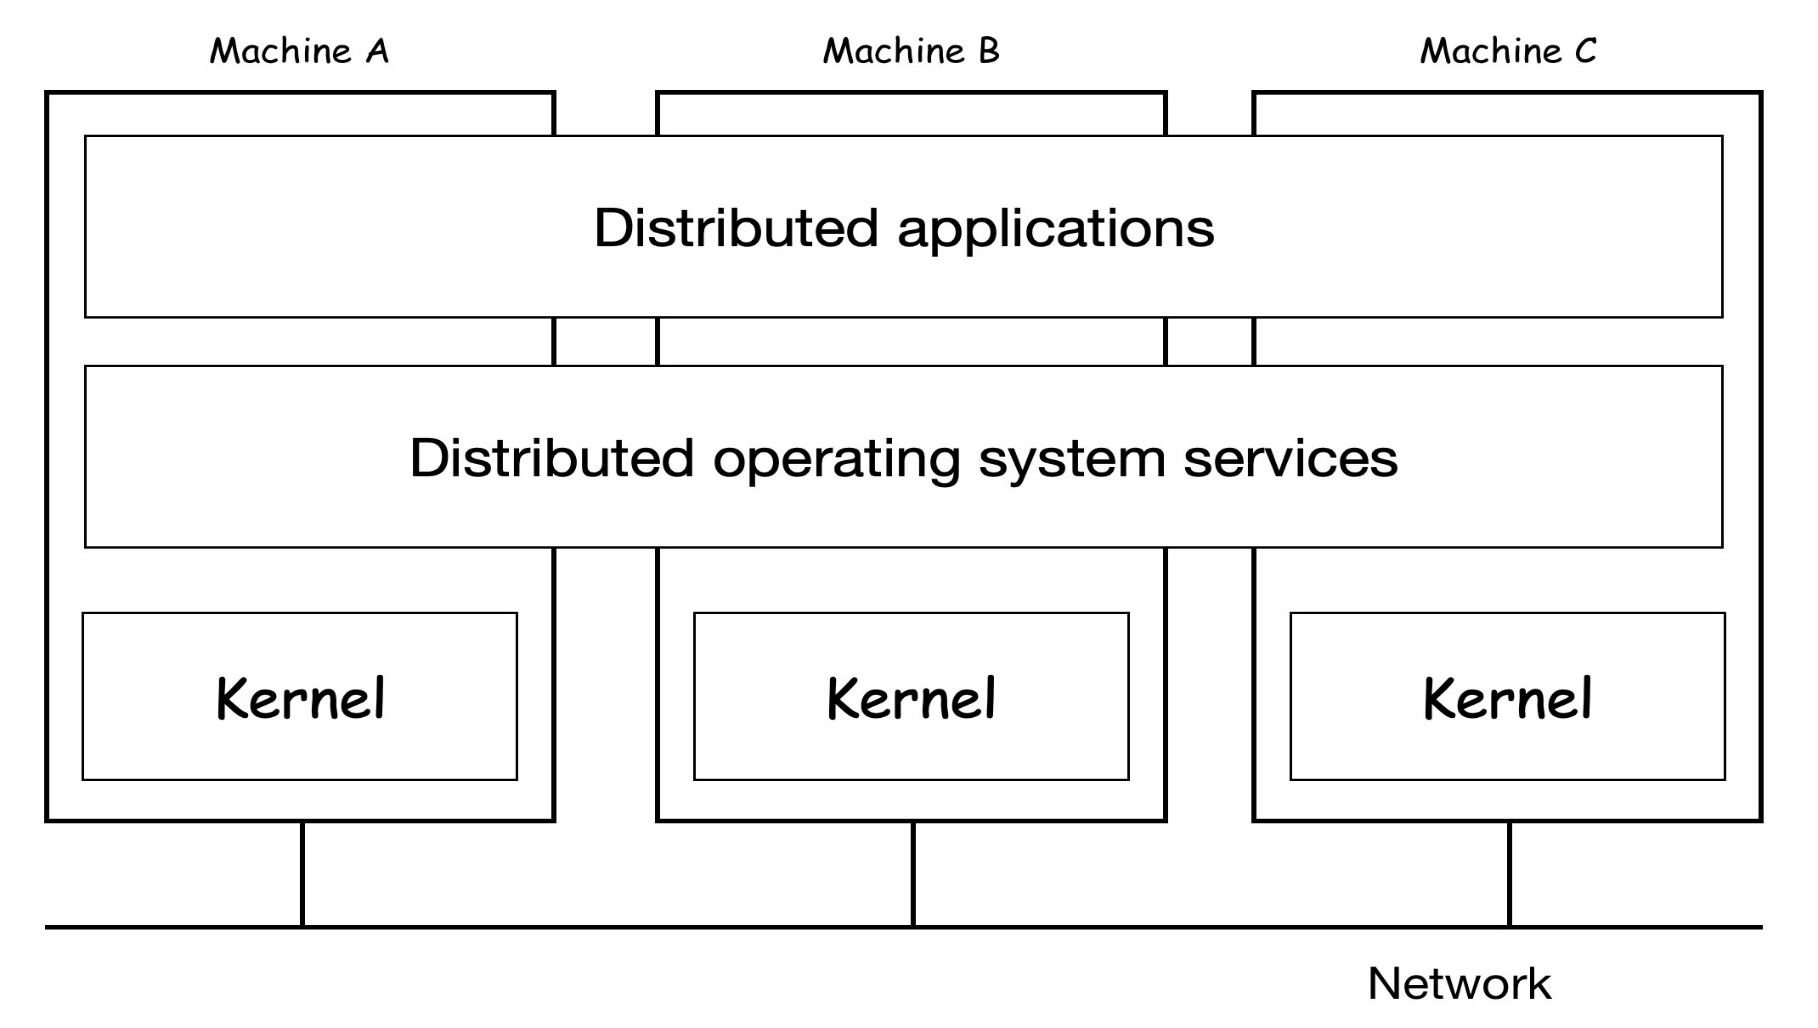 Machine A
Machine B
Machine C
Distributed applications
Distributed operating system services
Kernel
Kernel
Kernel
Network